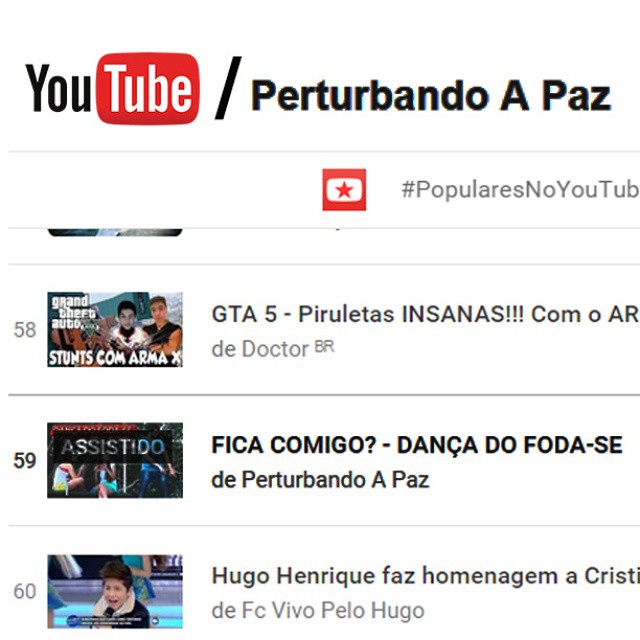 YouTube / Perturbando A Paz
#PopularesNoYouTub
58
grand
theft
auto
STUNTS COM ARMA X
GTA 5 - Piruletas INSANAS!!! Com o AR
de Doctor ᴮᴿ
59
ASSISTIDO
FICA COMIGO? - DANÇA DO FODA-SE
de Perturbando A Paz
60
Hugo Henrique faz homenagem a Cristi
de Fc Vivo Pelo Hugo